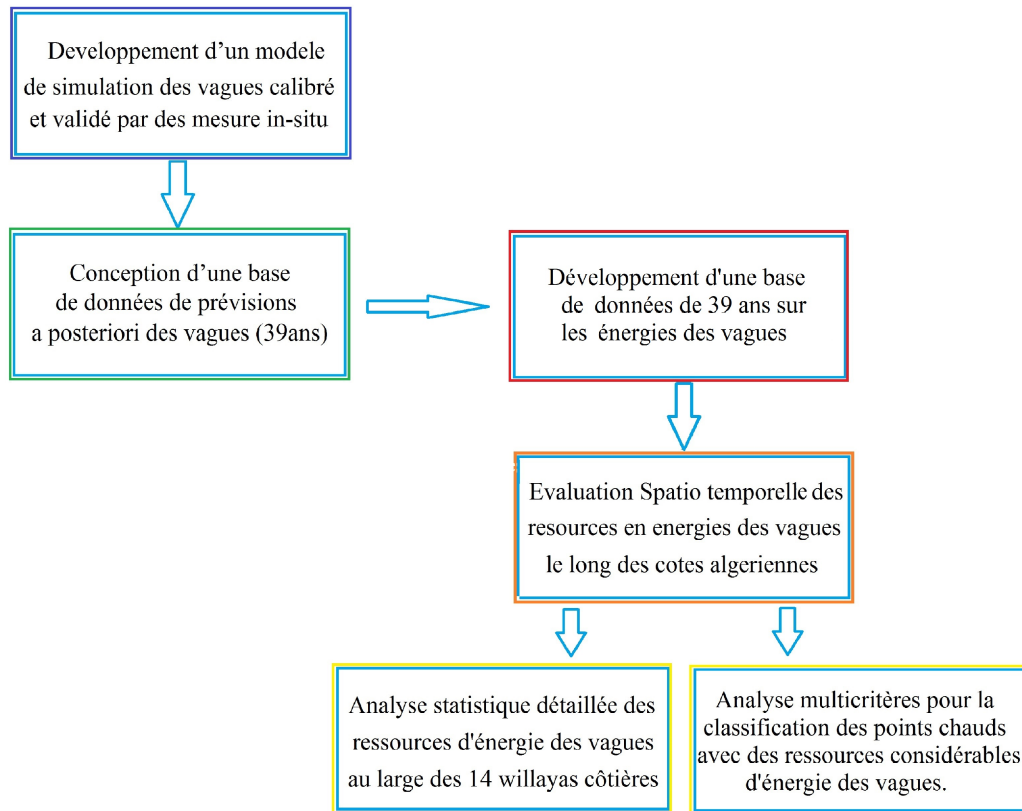 Developpement d’un modele
de simulation des vagues calibré
et validé par des mesure in-situ
Conception d’une base
de données de prévisions
a posteriori des vagues (39ans)
Développement d'une base
de données de 39 ans sur
les énergies des vagues
Evaluation Spatio temporelle des
resources en energies des vagues
le long des cotes algeriennes
Analyse statistique détaillée des
ressources d'énergie des vagues
au large des 14 willayas côtières
Analyse multicritères pour la
classification des points chauds
avec des ressources considérables
d'énergie des vagues.